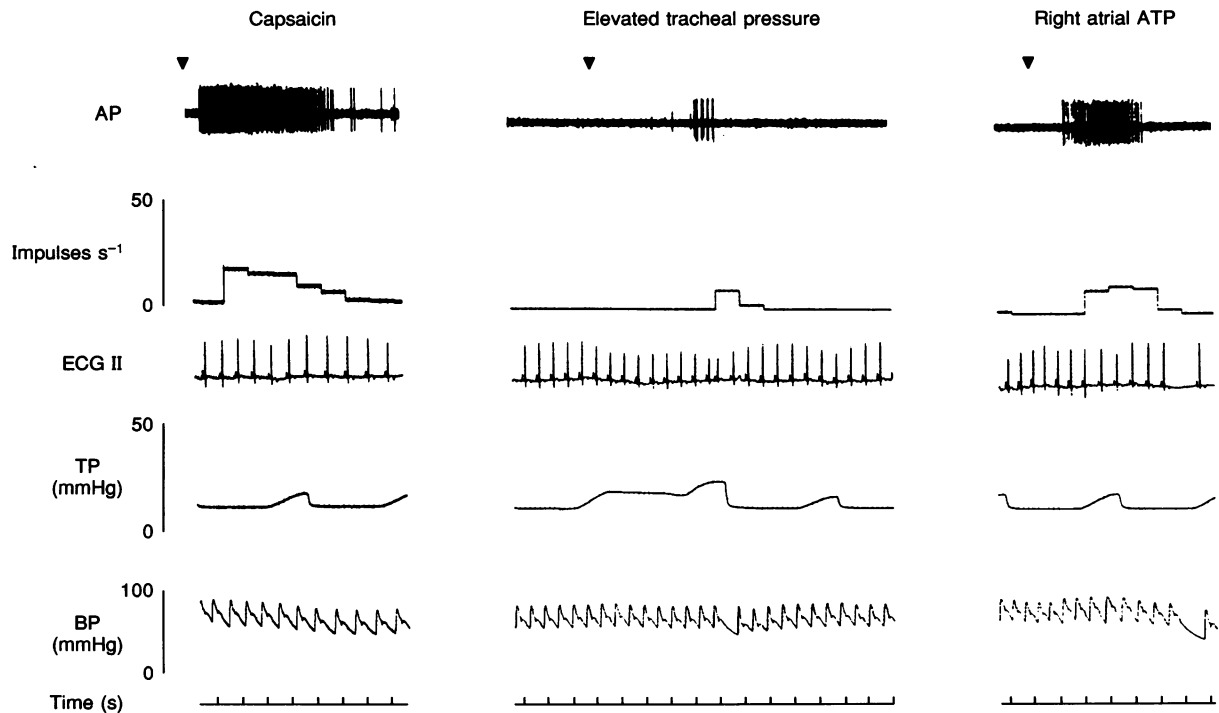 Capsaicin
Elevated tracheal pressure
Right atrial ATP
AP
50
Impulses s⁻¹
0
ECG II
50
TP
(mmHg)
0
100
BP
(mmHg)
0
Time (s)